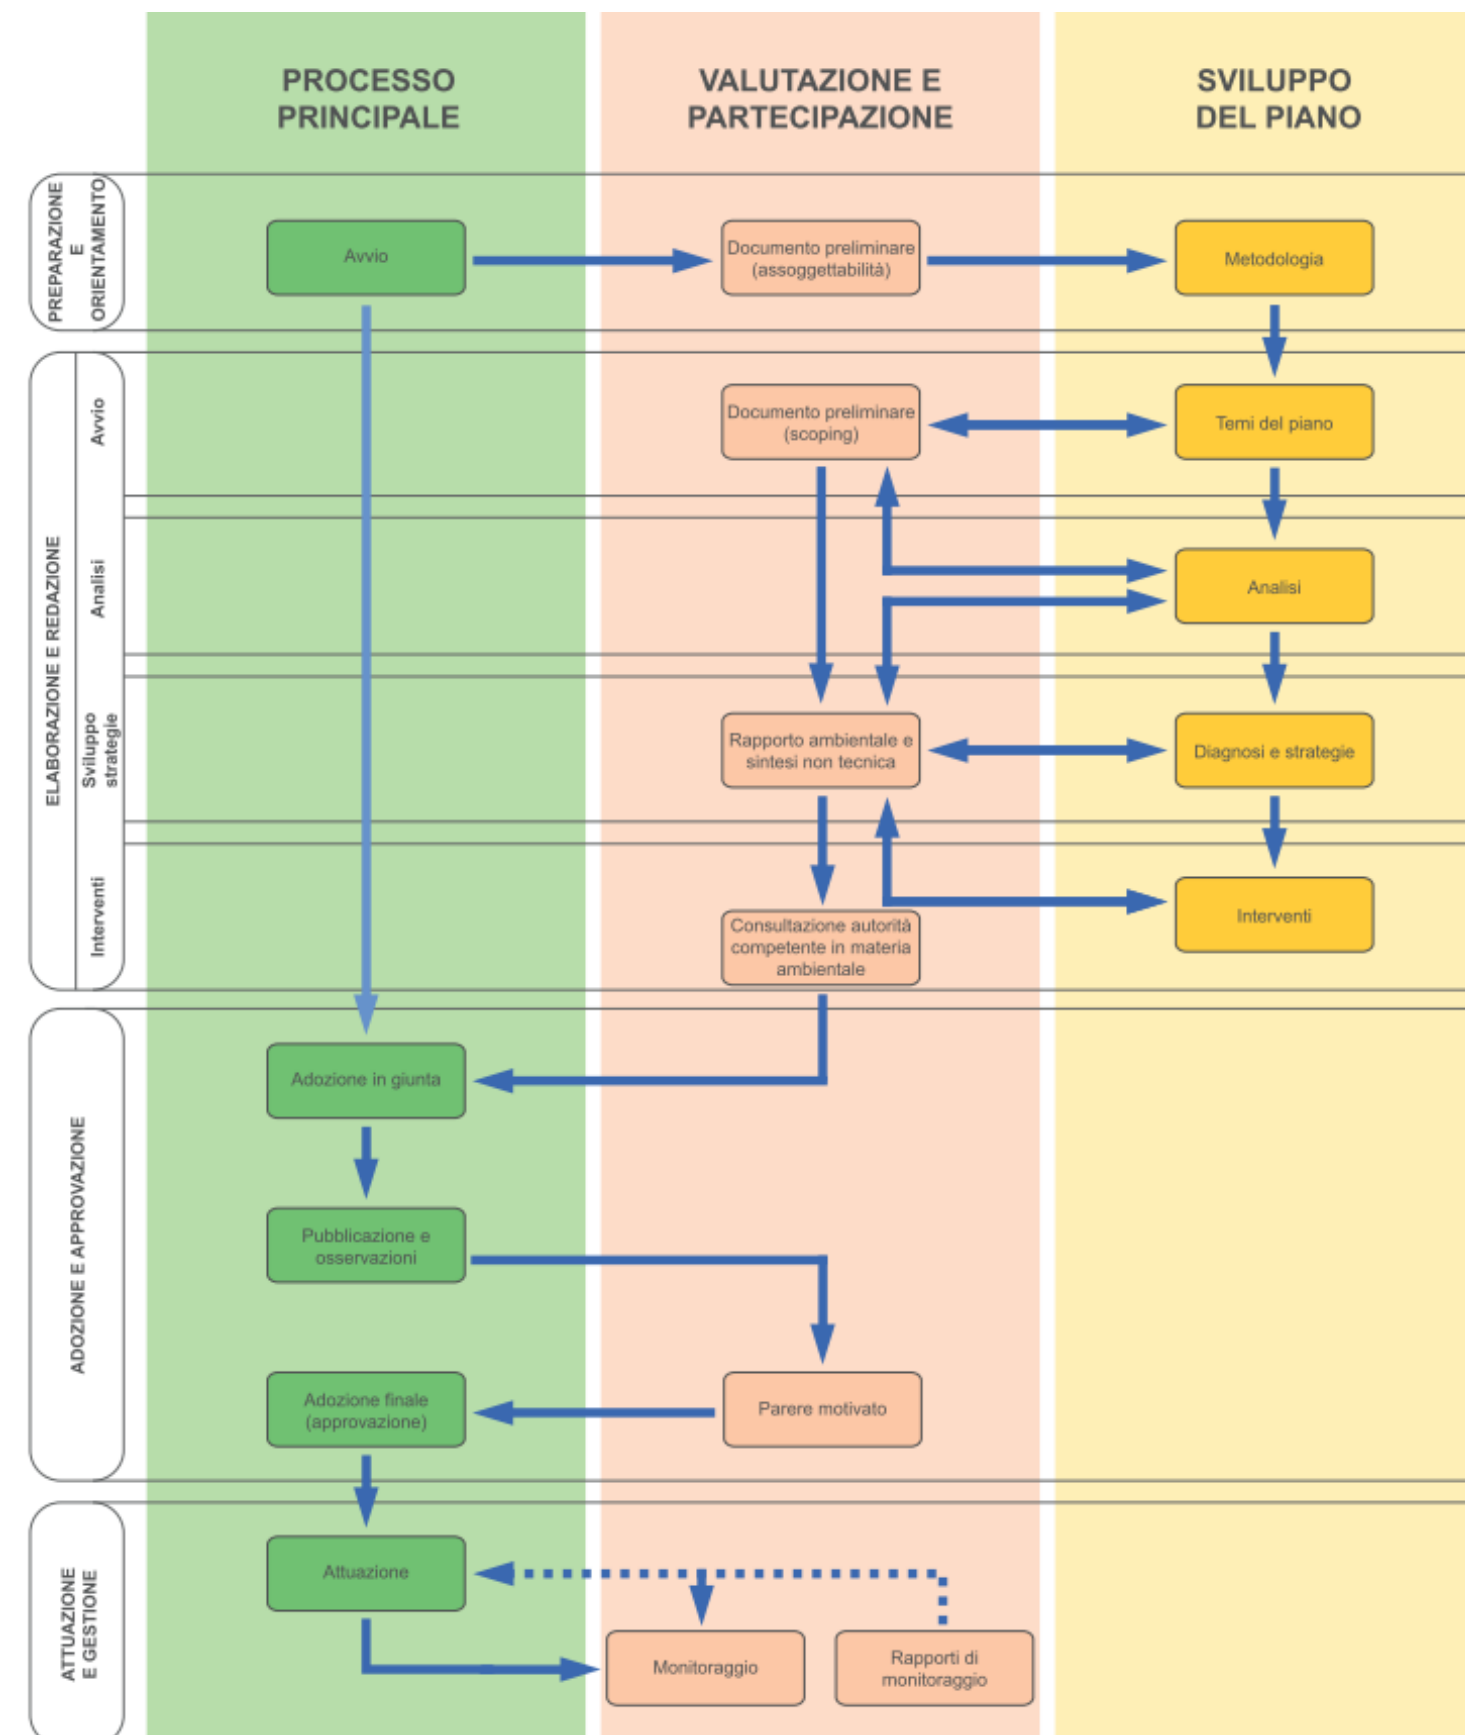 PROCESSO
PRINCIPALE
VALUTAZIONE E
PARTECIPAZIONE
SVILUPPO
DEL PIANO
PREPARAZIONE
E
ORIENTAMENTO
Avvio
Documento preliminare
(assoggettabilità)
Metodologia
ELABORAZIONE E REDAZIONE
Avvio
Documento preliminare
(scoping)
Temi del piano
Analisi
Analisi
Sviluppo
strategie
Rapporto ambientale e
sintesi non tecnica
Diagnosi e strategie
Interventi
Consultazione autorità
competente in materia
ambientale
Interventi
ADOZIONE E APPROVAZIONE
Adozione in giunta
Pubblicazione e
osservazioni
Adozione finale
(approvazione)
Parere motivato
ATTUAZIONE
E GESTIONE
Attuazione
Monitoraggio
Rapporti di
monitoraggio